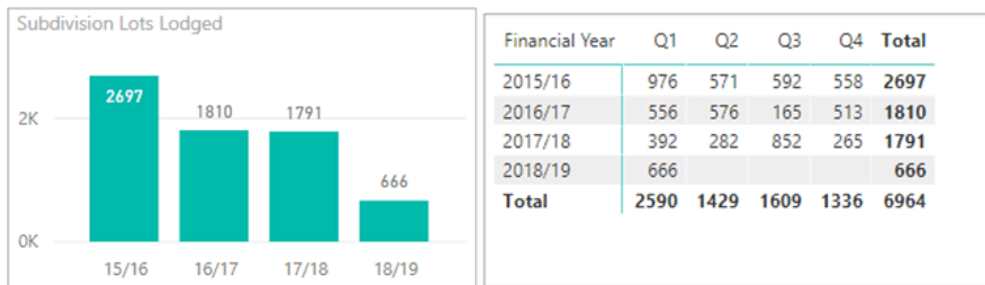 Subdivision Lots Lodged
2697
2K
1810
1791
666
0K
15/16 16/17 17/18 18/19
Financial Year Q1 Q2 Q3 Q4 Total
2015/16 976 571 592 558 2697
2016/17 556 576 165 513 1810
2017/18 392 282 852 265 1791
2018/19 666 666
Total 2590 1429 1609 1336 6964